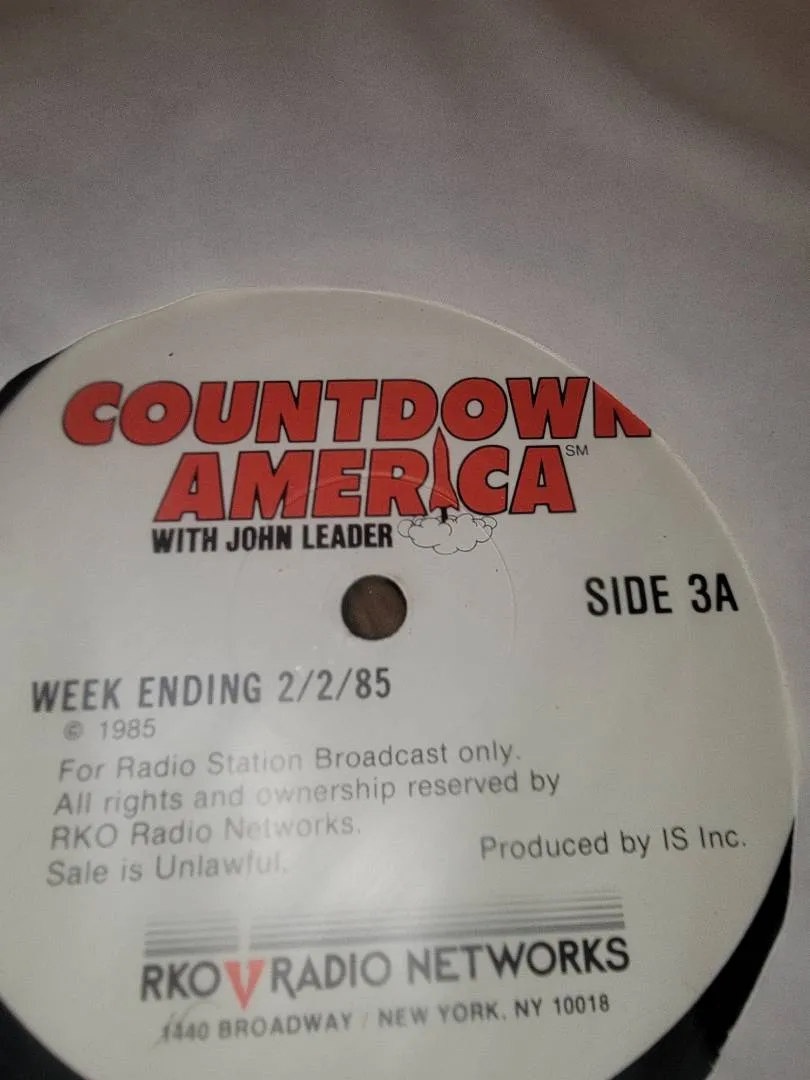 COUNTDOWN
AMERICA SM
WITH JOHN LEADER
SIDE 3A
WEEK ENDING 2/2/85
© 1985
For Radio Station Broadcast only.
All rights and ownership reserved by
RKO Radio Networks.
Sale is Unlawful.
Produced by IS Inc.
RKO RADIO NETWORKS
1440 BROADWAY / NEW YORK, NY 10018